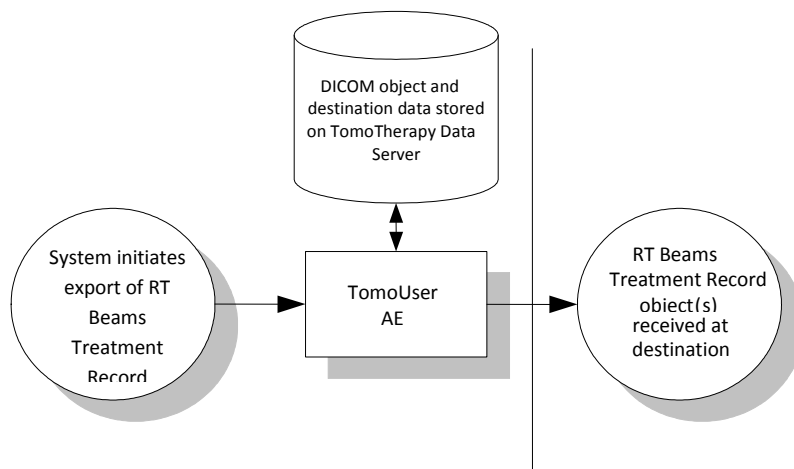 DICOM object and
destination data stored
on TomoTherapy Data
Server
System initiates
export of RT
Beams
Treatment
Record
TomoUser
AE
RT Beams
Treatment Record
object(s)
received at
destination